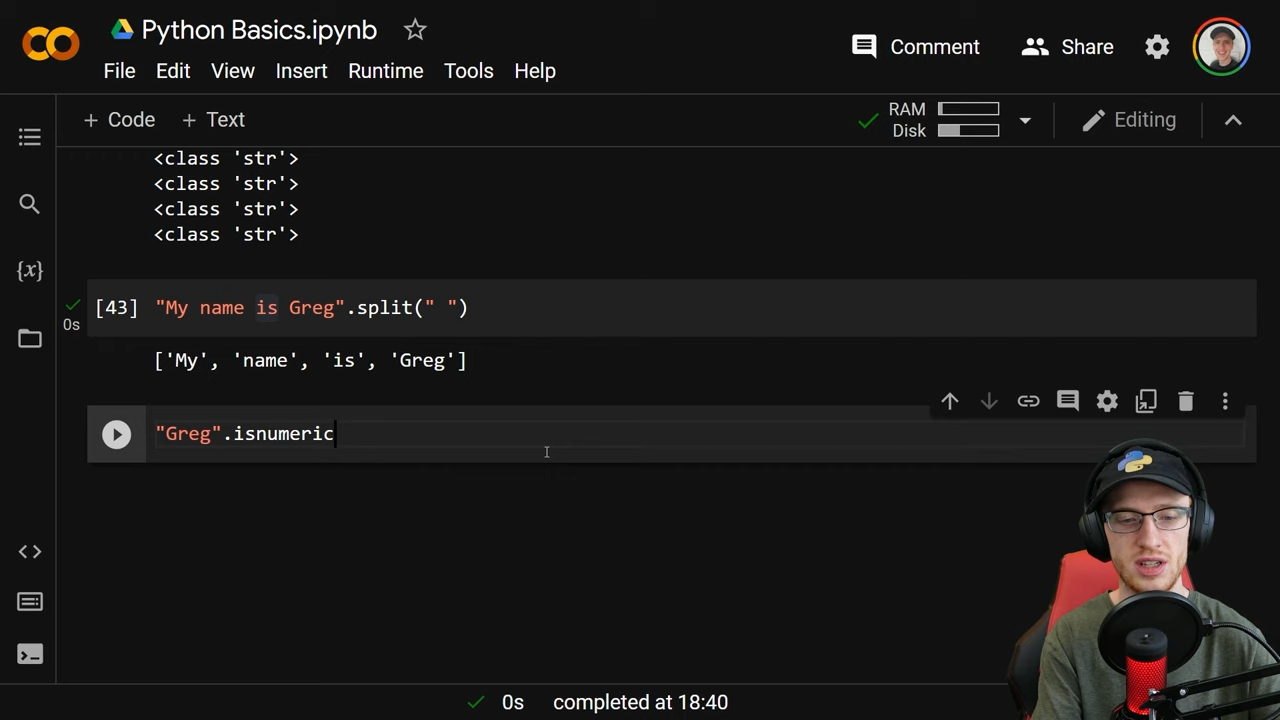 Python Basics.ipynb
Comment
Share
File Edit View Insert Runtime Tools Help
+ Code + Text
RAM
Disk
Editing
<class 'str'>
<class 'str'>
<class 'str'>
<class 'str'>
{x}
[43] "My name is Greg".split(" ")
0s
['My', 'name', 'is', 'Greg']
"Greg".isnumeric
0s completed at 18:40